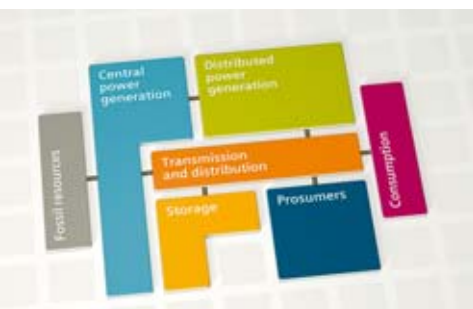 Fossil resources
Central
power
generation
Distributed
power
generation
Transmission
and distribution
Storage
Prosumers
Consumption